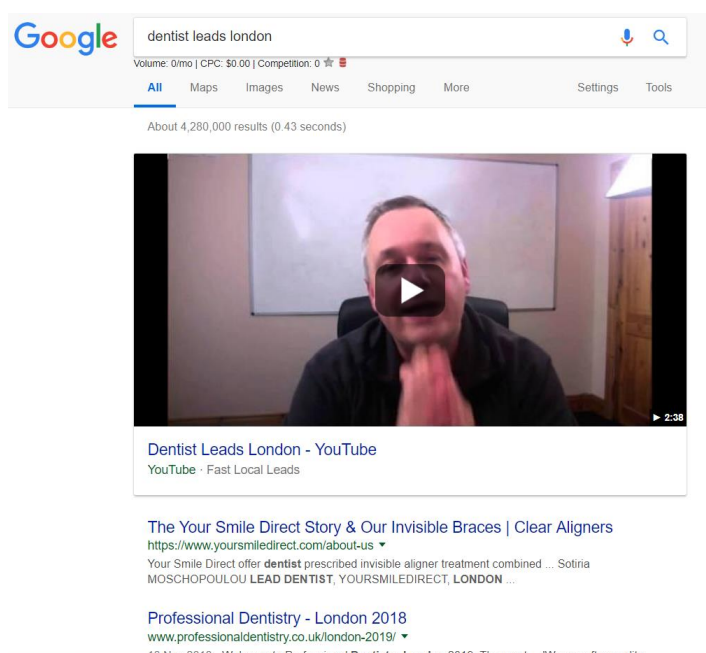 Google
dentist leads london
Volume: 0/mo | CPC: $0.00 | Competition: 0
All Maps Images News Shopping More Settings Tools
About 4,280,000 results (0.43 seconds)
2:38
Dentist Leads London - YouTube
YouTube · Fast Local Leads
The Your Smile Direct Story & Our Invisible Braces | Clear Aligners
https://www.yoursmiledirect.com/about-us
Your Smile Direct offer dentist prescribed invisible aligner treatment combined ... Sotiria
MOSCHOPOULOU LEAD DENTIST, YOURSMILEDIRECT, LONDON ...
Professional Dentistry - London 2018
www.professionaldentistry.co.uk/london-2019/